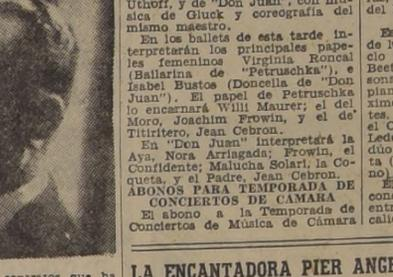 Uthoff, y de "Don Juan", con mú-
sica de Gluck y coreografía del
mismo maestro.
En los ballets de esta tarde in-
terpretarán los principales pape-
les femeninos Virginia Roncal
(Bailarina de "Petruschka"), e
Isabel Bustos (Doncella de "Don
Juan"). El papel de Petruschka
lo encarnará Willi Maurer; el del
Moro, Joachim Frowin, y el de
Titiritero, Jean Cebron.
En "Don Juan" interpretará la
Aya, Nora Arriagada; Frowin, el
Confidente; Malucha Solari, la Co-
queta, y el Padre, Jean Cebron.
ABONOS PARA TEMPORADA DE
CONCIERTOS DE CAMARA
El abono a la Temporada de
Conciertos de Música de Cámara
LA ENCANTADORA PIER ANGE